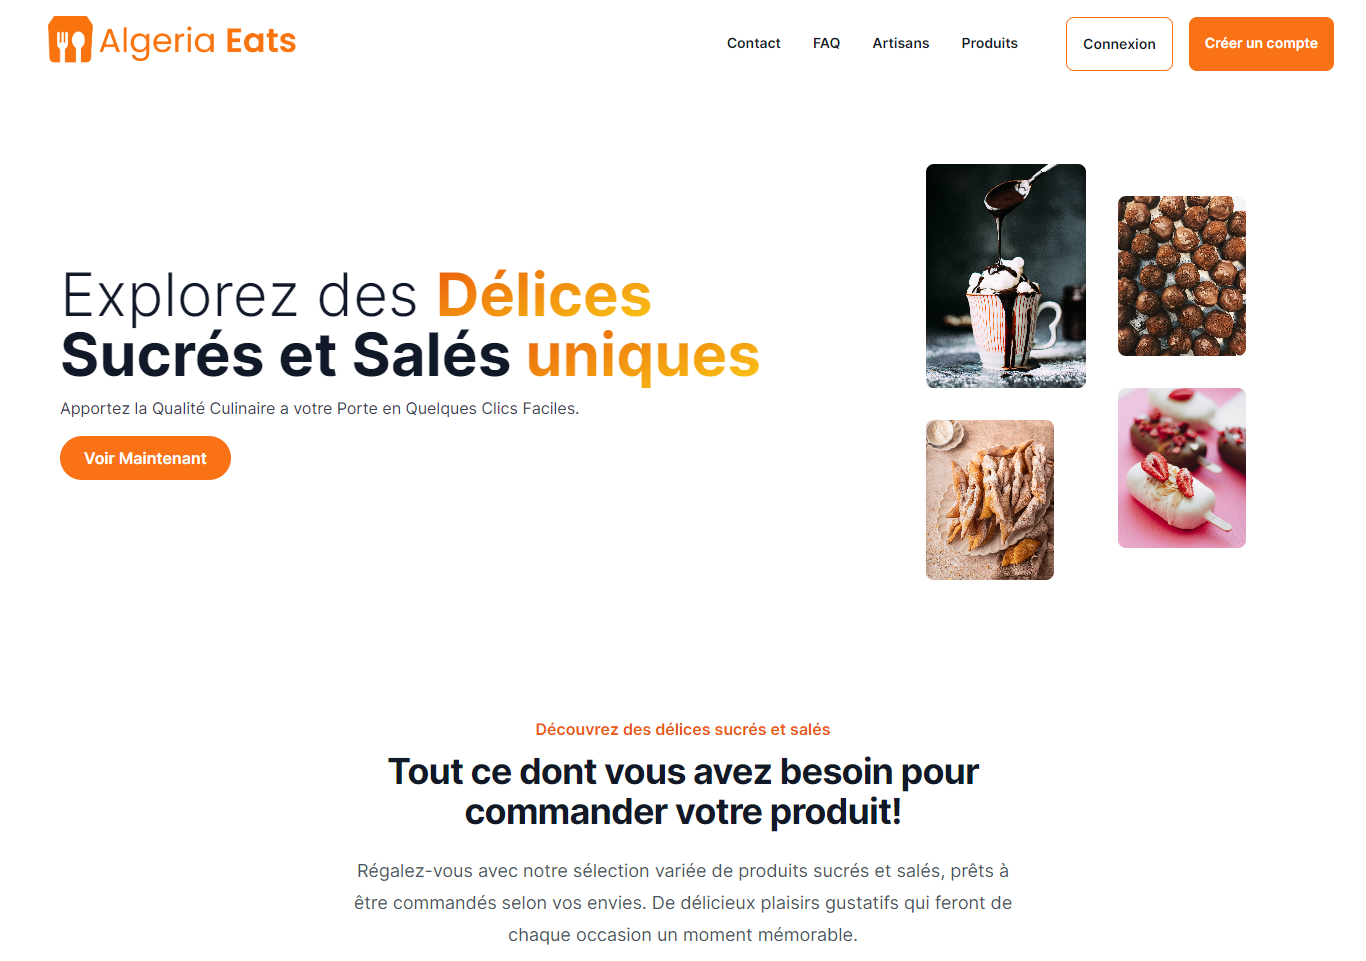 Algeria Eats
Contact
FAQ
Artisans
Produits
Connexion
Créer un compte
Explorez des Délices
Sucrés et Salés uniques
Apportez la Qualité Culinaire a votre Porte en Quelques Clics Faciles.
Voir Maintenant
Découvrez des délices sucrés et salés
Tout ce dont vous avez besoin pour
commander votre produit!
Régalez-vous avec notre sélection variée de produits sucrés et salés, prêts à
être commandés selon vos envies. De délicieux plaisirs gustatifs qui feront de
chaque occasion un moment mémorable.